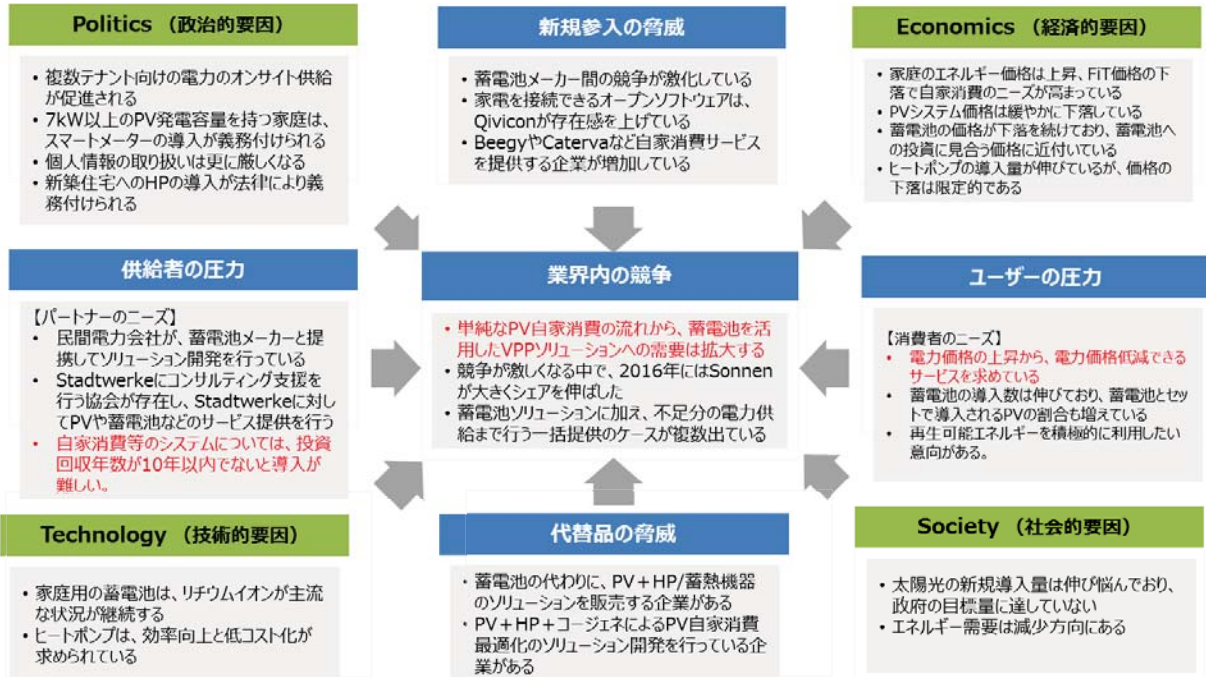 Politics （政治的要因）
・複数テナント向けの電力のオンサイト供給
が促進される
・7kW以上のPV発電容量を持つ家庭は、
スマートメーターの導入が義務付けられる
・個人情報の取り扱いは更に厳しくなる
・新築住宅へのHPの導入が法律により義
務付けられる
新規参入の脅威
・蓄電池メーカー間の競争が激化している
・家電を接続できるオープンソフトウェアは、
Qiviconが存在感を上げている
・BeegyやCatervaなど自家消費サービス
を提供する企業が増加している
Economics （経済的要因）
・家庭のエネルギー価格は上昇、FiT価格の下
落で自家消費のニーズが高まっている
・PVシステム価格は緩やかに下落している
・蓄電池の価格が下落を続けており、蓄電池へ
の投資に見合う価格に近付いている
・ヒートポンプの導入量が伸びているが、価格の
下落は限定的である
供給者の圧力
【パートナーのニーズ】
・民間電力会社が、蓄電池メーカーと提
携してソリューション開発を行っている
・Stadtwerkeにコンサルティング支援を
行う協会が存在し、Stadtwerkeに対し
てPVや蓄電池などのサービス提供を行う
・自家消費等のシステムについては、投資
回収年数が10年以内でないと導入が
難しい。
業界内の競争
・単純なPV自家消費の流れから、蓄電池を活
用したVPPソリューションへの需要は拡大する
・競争が激しくなる中で、2016年にはSonnen
が大きくシェアを伸ばした
・蓄電池ソリューションに加え、不足分の電力供
給まで行う一括提供のケースが複数出ている
ユーザーの圧力
【消費者のニーズ】
・電力価格の上昇から、電力価格低減できる
サービスを求めている
・蓄電池の導入数は伸びており、蓄電池とセッ
トで導入されるPVの割合も増えている
・再生可能エネルギーを積極的に利用したい
意向がある。
Technology （技術的要因）
・家庭用の蓄電池は、リチウムイオンが主流
な状況が継続する
・ヒートポンプは、効率向上と低コスト化が
求められている
代替品の脅威
・蓄電池の代わりに、PV＋HP/蓄熱機器
のソリューションを販売する企業がある
・PV＋HP＋コージェネによるPV自家消費
最適化のソリューション開発を行っている企
業がある
Society （社会的要因）
・太陽光の新規導入量は伸び悩んでおり、
政府の目標量に達していない
・エネルギー需要は減少方向にある